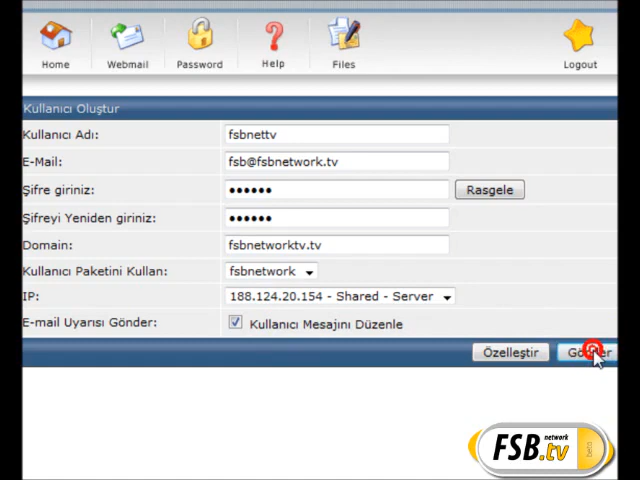 Home Webmail Password Help Files Logout
Kullanıcı Oluştur
Kullanıcı Adı: fsbnettv
E-Mail: fsb@fsbnetwork.tv
Şifre giriniz: •••••• Rasgele
Şifreyi Yeniden giriniz: ••••••
Domain: fsbnetworktv.tv
Kullanıcı Paketini Kullan: fsbnetwork
IP: 188.124.20.154 - Shared - Server
E-mail Uyarısı Gönder: Kullanıcı Mesajını Düzenle
Özelleştir
FSB network .tv beta